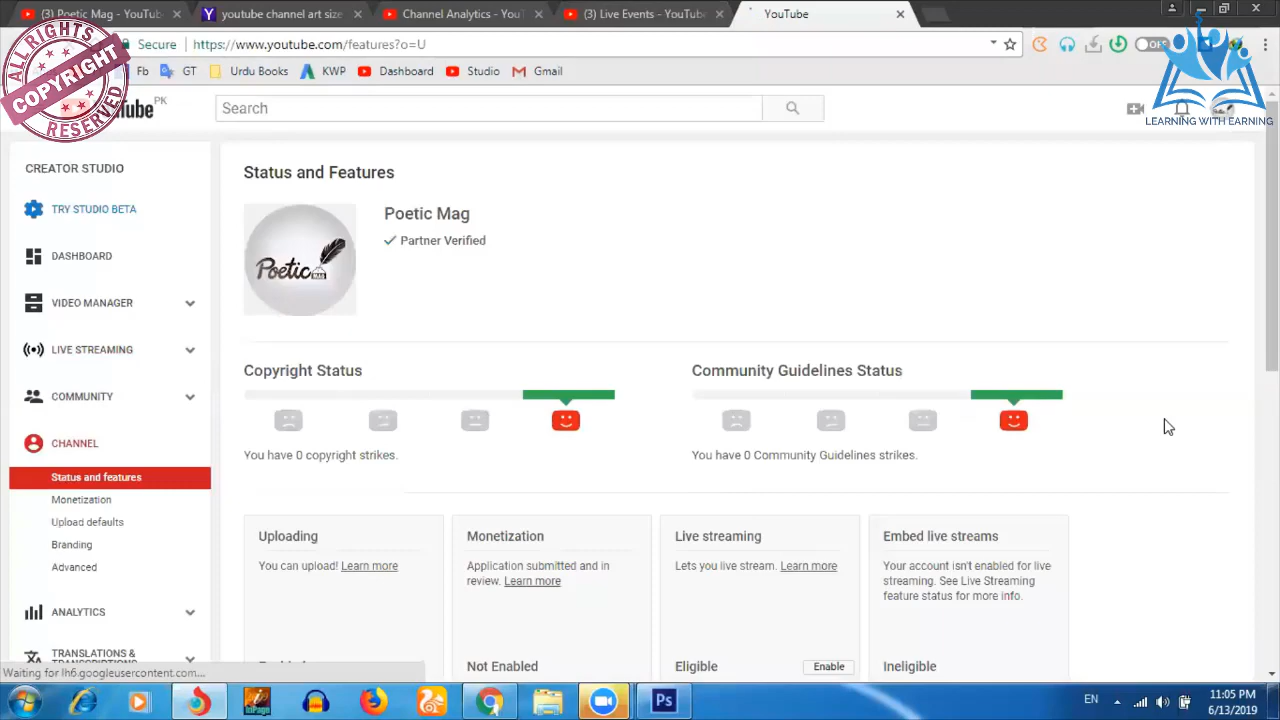 (3) Poetic Mag - YouTube
youtube channel art size
Channel Analytics - YouT
(3) Live Events - YouTube
YouTube
Secure
https://www.youtube.com/features?o=U
OFF
Fb
GT
Urdu Books
KWP
Dashboard
Studio
Gmail
ALL RIGHTS
COPYRIGHT
RESERVED
PK
Search
LEARNING WITH EARNING
CREATOR STUDIO
TRY STUDIO BETA
DASHBOARD
VIDEO MANAGER
LIVE STREAMING
COMMUNITY
CHANNEL
Status and features
Monetization
Upload defaults
Branding
Advanced
ANALYTICS
TRANSLATIONS &
Status and Features
Poetic MAG
Poetic Mag
Partner Verified
Copyright Status
You have 0 copyright strikes.
Community Guidelines Status
You have 0 Community Guidelines strikes.
Uploading
You can upload! Learn more
Monetization
Application submitted and in
review. Learn more
Not Enabled
Live streaming
Lets you live stream. Learn more
Eligible
Enable
Embed live streams
Your account isn't enabled for live
streaming. See Live Streaming
feature status for more info.
Ineligible
Waiting for lh6.googleusercontent.com...
InPage
Ps
EN
11:05 PM
6/13/2019